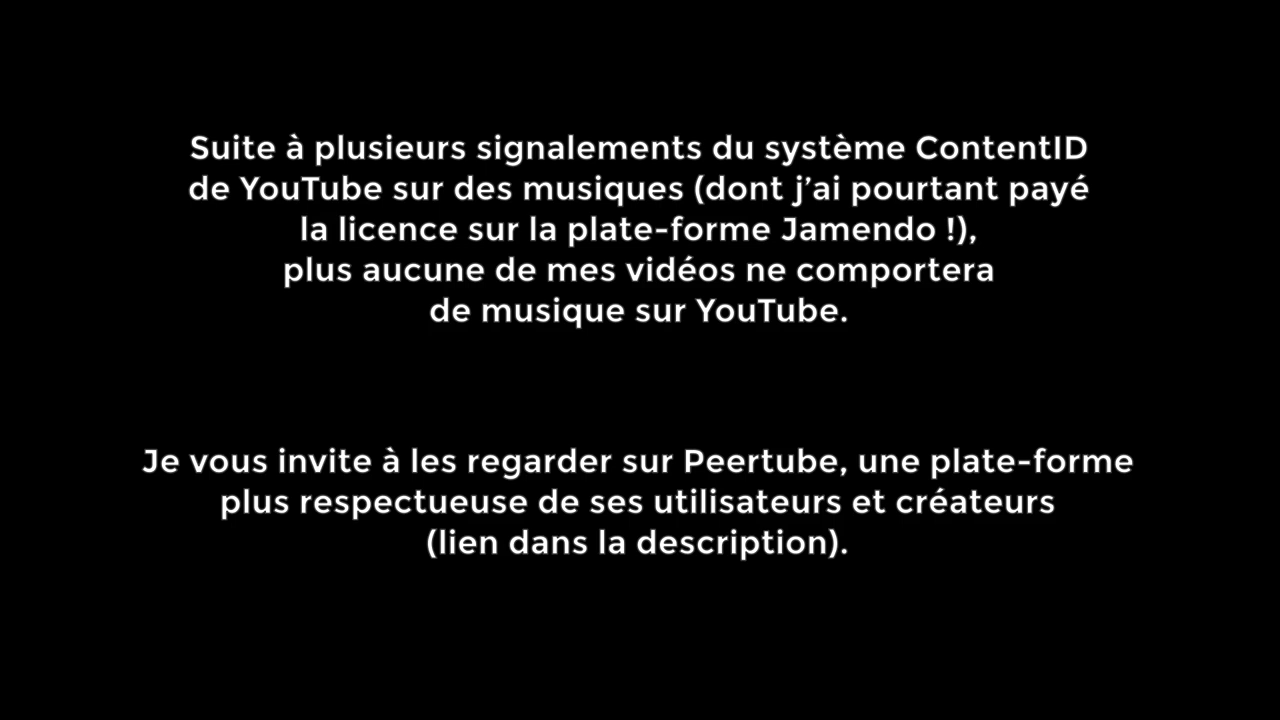 Suite à plusieurs signalements du système ContentID
de YouTube sur des musiques (dont j’ai pourtant payé
la licence sur la plate-forme Jamendo !),
plus aucune de mes vidéos ne comportera
de musique sur YouTube.
Je vous invite à les regarder sur Peertube, une plate-forme
plus respectueuse de ses utilisateurs et créateurs
(lien dans la description).